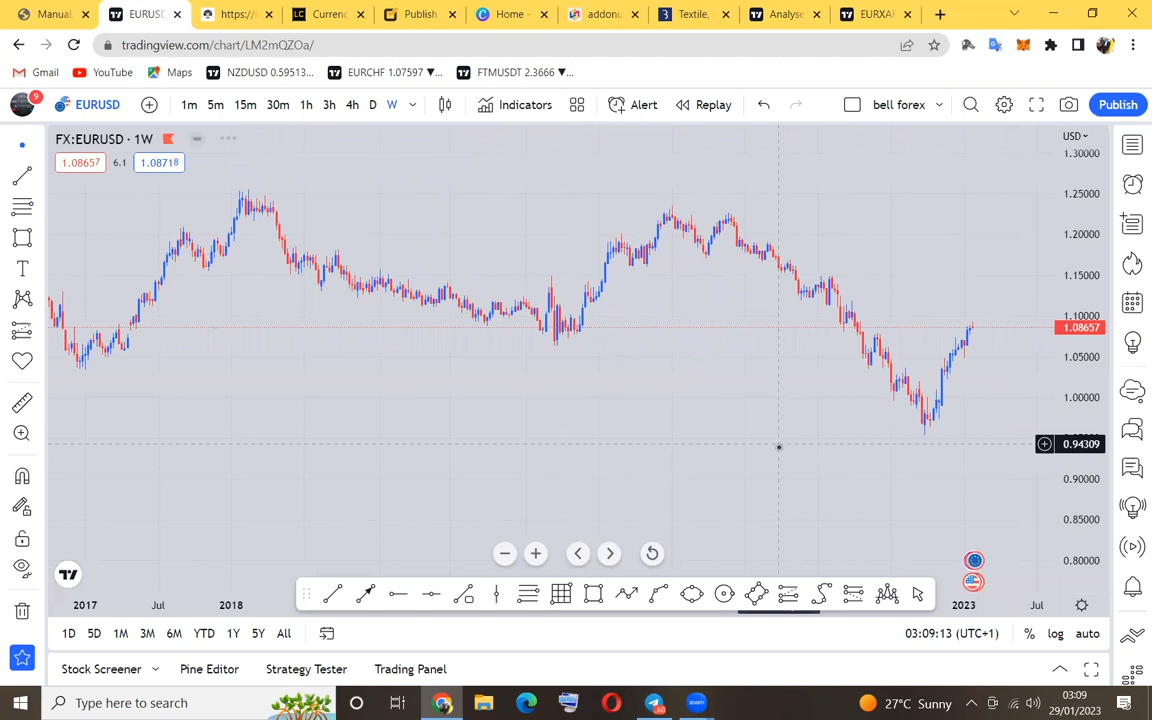 Manual
EURUSD
https://s
Currenc
Publish
Home -
addonu
Textile,
Analyse
EURXAF
tradingview.com/chart/LM2mQZOa/
Gmail
YouTube
Maps
NZDUSD 0.59513...
EURCHF 1.07597 ▼...
FTMUSDT 2.3666 ▼...
9
EURUSD
1m 5m 15m 30m 1h 3h 4h D W
Indicators
Alert
Replay
bell forex
Publish
FX:EURUSD · 1W
1.08657 6.1 1.08718
USD
1.30000
1.25000
1.20000
1.15000
1.10000
1.08657
1.05000
1.00000
0.94309
0.90000
0.85000
0.80000
2017 Jul 2018 2023 Jul
1D 5D 1M 3M 6M YTD 1Y 5Y All
03:09:13 (UTC+1) % log auto
Stock Screener
Pine Editor
Strategy Tester
Trading Panel
Type here to search
27°C Sunny
03:09
29/01/2023